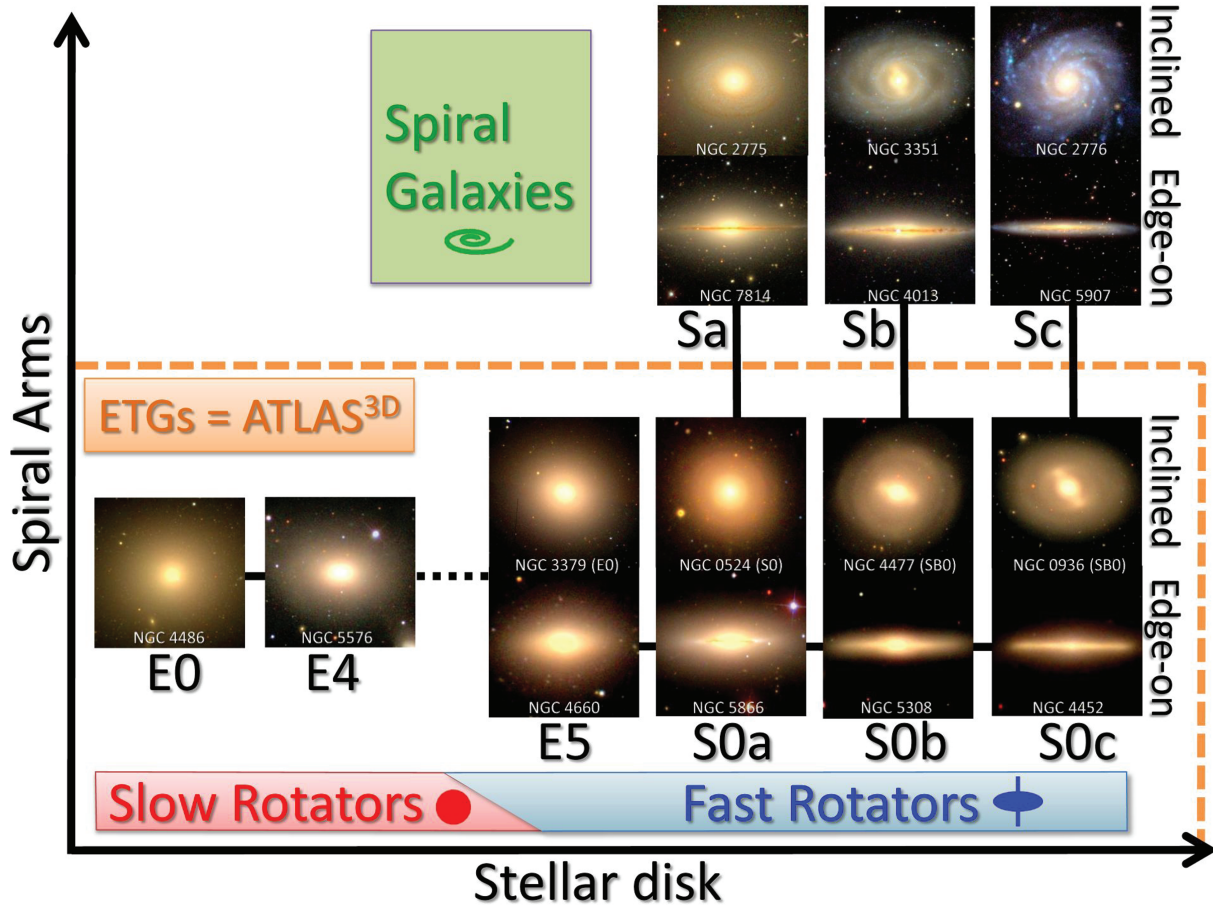 Spiral Arms
Spiral
Galaxies
NGC 2775
NGC 3351
NGC 2776
Inclined
NGC 7814
NGC 4013
NGC 5907
Edge-on
Sa
Sb
Sc
ETGs = ATLAS³ᴰ
NGC 3379 (E0)
NGC 0524 (S0)
NGC 4477 (SB0)
NGC 0936 (SB0)
Inclined
NGC 4486
NGC 5576
E0
E4
NGC 4660
NGC 5866
NGC 5308
NGC 4452
Edge-on
E5
S0a
S0b
S0c
Slow Rotators
Fast Rotators
Stellar disk